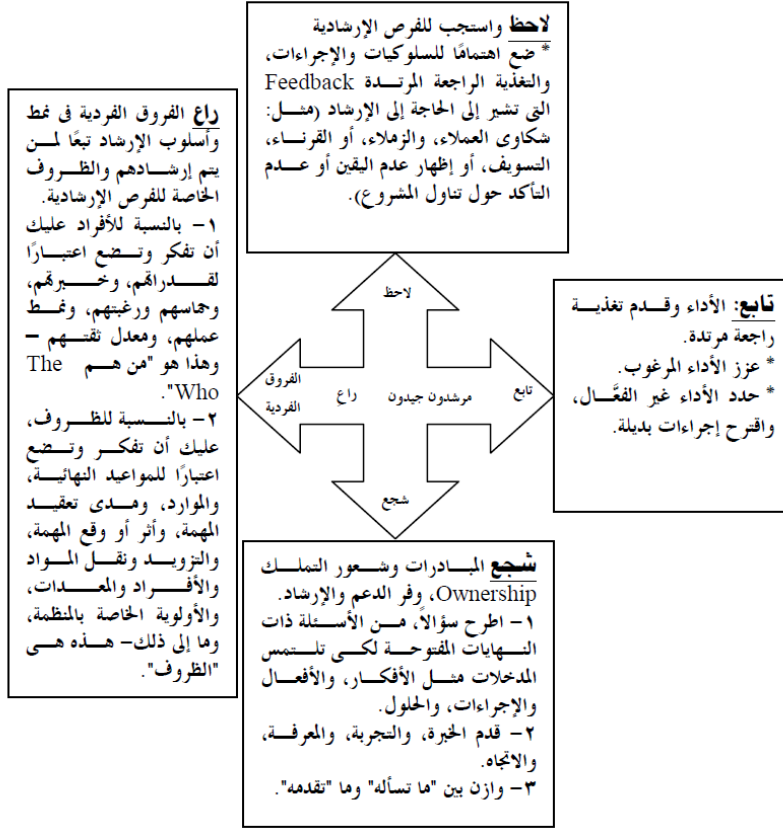 لاحظ واستجب للفرص الإرشادية
* ضع اهتمامًا للسلوكيات والإجراءات،
والتغذية الراجعة المرتدة Feedback
التى تشير إلى الحاجة إلى الإرشاد (مثل:
شكاوى العملاء، والزملاء، أو القرناء،
التسويف، أو إظهار عدم اليقين أو عدم
التأكد حول تناول المشروع).
راع الفروق الفردية فى نمط
وأسلوب الإرشاد تبعًا لمن
يتم إرشادهم والظروف
الخاصة للفرص الإرشادية.
١- بالنسبة للأفراد عليك
أن تفكر وتضع اعتبارًا
لقدراتهم، وخبرتهم،
وحماسهم ورغبتهم، ونمط
عملهم، ومعدل ثقتهم –
وهذا هو "من هم The
Who".
٢- بالنسبة للظروف،
عليك أن تفكر وتضع
اعتبارًا للمواعيد النهائية،
والموارد، ومدى تعقيد
المهمة، وأثر أو وقع المهمة،
والتزويد ونقل المواد
والأفراد والمعدات،
والأولوية الخاصة بالمنظمة،
وما إلى ذلك– هذه هى
"الظروف".
لاحظ
تابع
مرشدون جيدون
راعِ
الفروق
الفردية
شجع
تابع: الأداء وقدم تغذية
راجعة مرتدة.
* عزز الأداء المرغوب.
* حدد الأداء غير الفعَّال،
واقترح إجراءات بديلة.
شجع المبادرات وشعور التملك
Ownership، وفر الدعم والإرشاد.
١- اطرح سؤالاً، من الأسئلة ذات
النهايات المفتوحة لكى تلتمس
المدخلات مثل الأفكار، والأفعال
والإجراءات، والحلول.
٢- قدم الخبرة، والتجربة، والمعرفة،
والاتجاه.
٣- وازن بين "ما تسأله" وما "تقدمه".